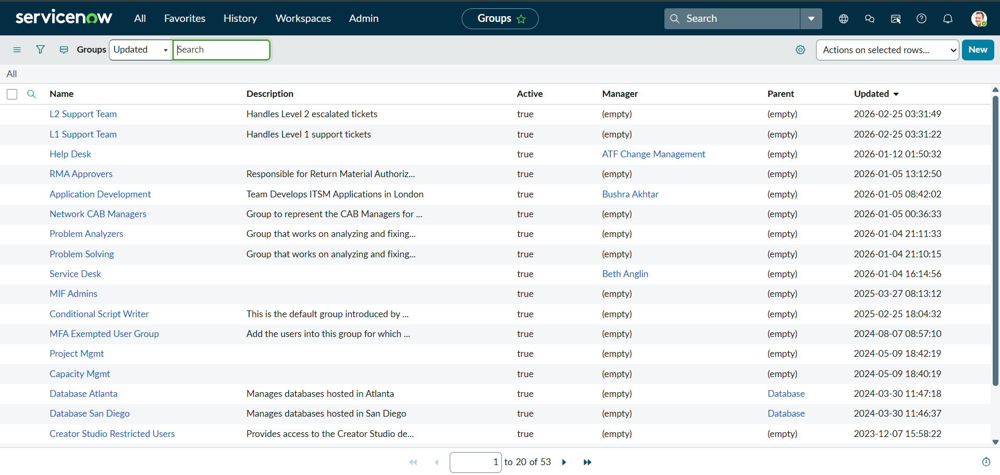 servicenow All Favorites History Workspaces Admin Groups Search
Groups Updated Search Actions on selected rows... New
All
Name Description Active Manager Parent Updated
L2 Support Team Handles Level 2 escalated tickets true (empty) (empty) 2026-02-25 03:31:49
L1 Support Team Handles Level 1 support tickets true (empty) (empty) 2026-02-25 03:31:22
Help Desk true ATF Change Management (empty) 2026-01-12 01:50:32
RMA Approvers Responsible for Return Material Authoriz... true (empty) (empty) 2026-01-05 13:12:50
Application Development Team Develops ITSM Applications in London true Bushra Akhtar (empty) 2026-01-05 08:42:02
Network CAB Managers Group to represent the CAB Managers for ... true (empty) (empty) 2026-01-05 00:36:33
Problem Analyzers Group that works on analyzing and fixing... true (empty) (empty) 2026-01-04 21:11:33
Problem Solving Group that works on analyzing and fixing... true (empty) (empty) 2026-01-04 21:10:15
Service Desk true Beth Anglin (empty) 2026-01-04 16:14:56
MIF Admins true (empty) (empty) 2025-03-27 08:13:12
Conditional Script Writer This is the default group introduced by ... true (empty) (empty) 2025-02-25 18:04:32
MFA Exempted User Group Add the users into this group for which ... true (empty) (empty) 2024-08-07 08:57:10
Project Mgmt true (empty) (empty) 2024-05-09 18:42:19
Capacity Mgmt true (empty) (empty) 2024-05-09 18:40:19
Database Atlanta Manages databases hosted in Atlanta true (empty) Database 2024-03-30 11:47:18
Database San Diego Manages databases hosted in San Diego true (empty) Database 2024-03-30 11:46:37
Creator Studio Restricted Users Provides access to the Creator Studio de... true (empty) (empty) 2023-12-07 15:58:22
1 to 20 of 53